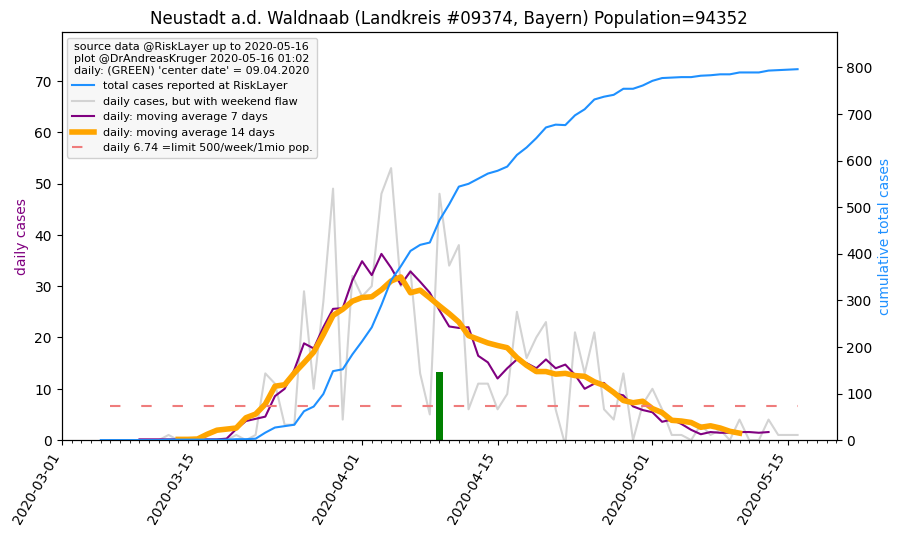 Neustadt a.d. Waldnaab (Landkreis #09374, Bayern) Population=94352
source data @RiskLayer up to 2020-05-16
plot @DrAndreasKruger 2020-05-16 01:02
daily: (GREEN) 'center date' = 09.04.2020
total cases reported at RiskLayer
daily cases, but with weekend flaw
daily: moving average 7 days
daily: moving average 14 days
daily 6.74 =limit 500/week/1mio pop.
daily cases
70
60
50
40
30
20
10
0
800
700
600
500
400
300
200
100
0
cumulative total cases
2020-03-01
2020-03-15
2020-04-01
2020-04-15
2020-05-01
2020-05-15